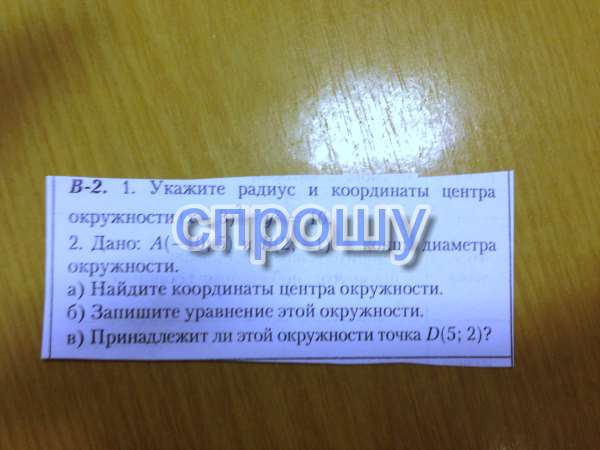 В-2. 1. Укажите радиус и координаты центра
окружности
спрошу
2. Дано: диаметра
окружности.
а) Найдите координаты центра окружности.
б) Запишите уравнение этой окружности.
в) Принадлежит ли этой окружности точка D(5; 2)?